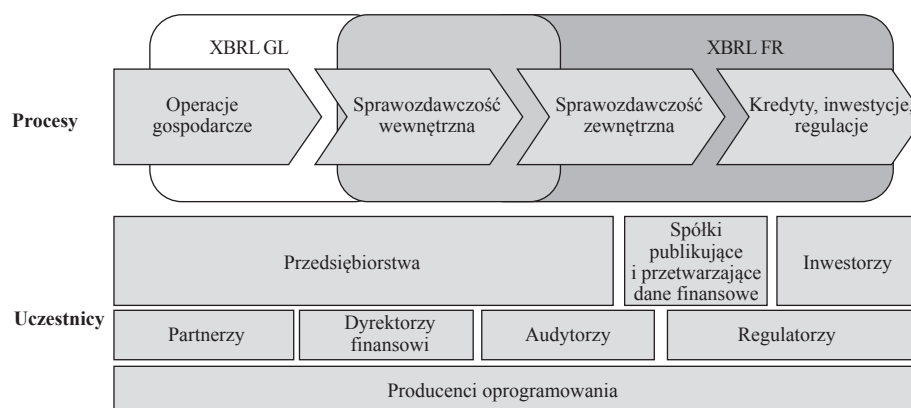 XBRL GL
XBRL FR
Procesy
Operacje
gospodarcze
Sprawozdawczość
wewnętrzna
Sprawozdawczość
zewnętrzna
Kredyty, inwestycje,
regulacje
Uczestnicy
Przedsiębiorstwa
Spółki
publikujące
i przetwarzające
dane finansowe
Inwestorzy
Partnerzy
Dyrektorzy
finansowi
Audytorzy
Regulatorzy
Producenci oprogramowania